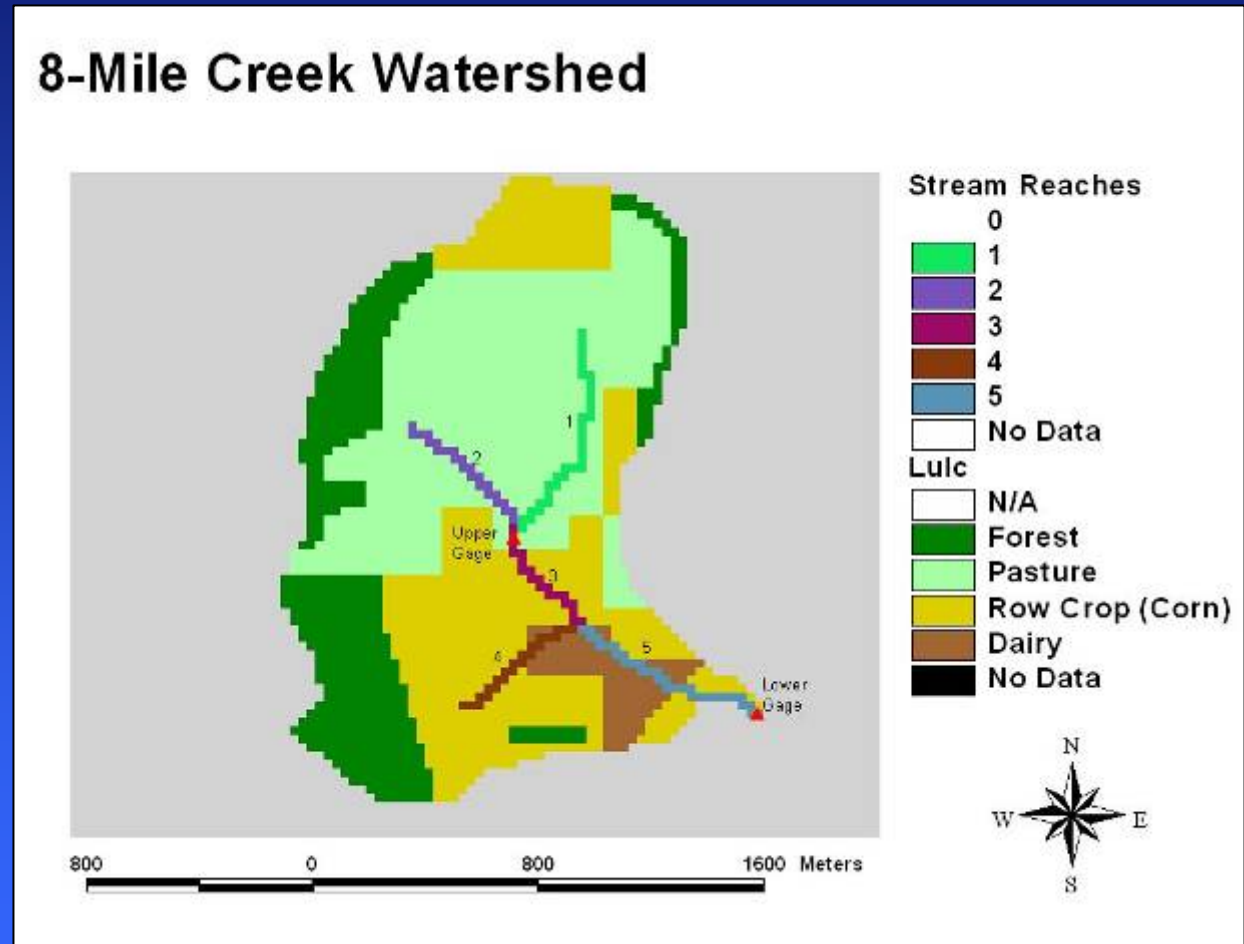 8-Mile Creek Watershed
Stream Reaches
0
1
2
3
4
5
No Data
Lulc
N/A
Forest
Pasture
Row Crop (Corn)
Dairy
No Data
1
2
Upper
Gage
3
4
5
Lower
Gage
N
W E
S
800 0 800 1600 Meters